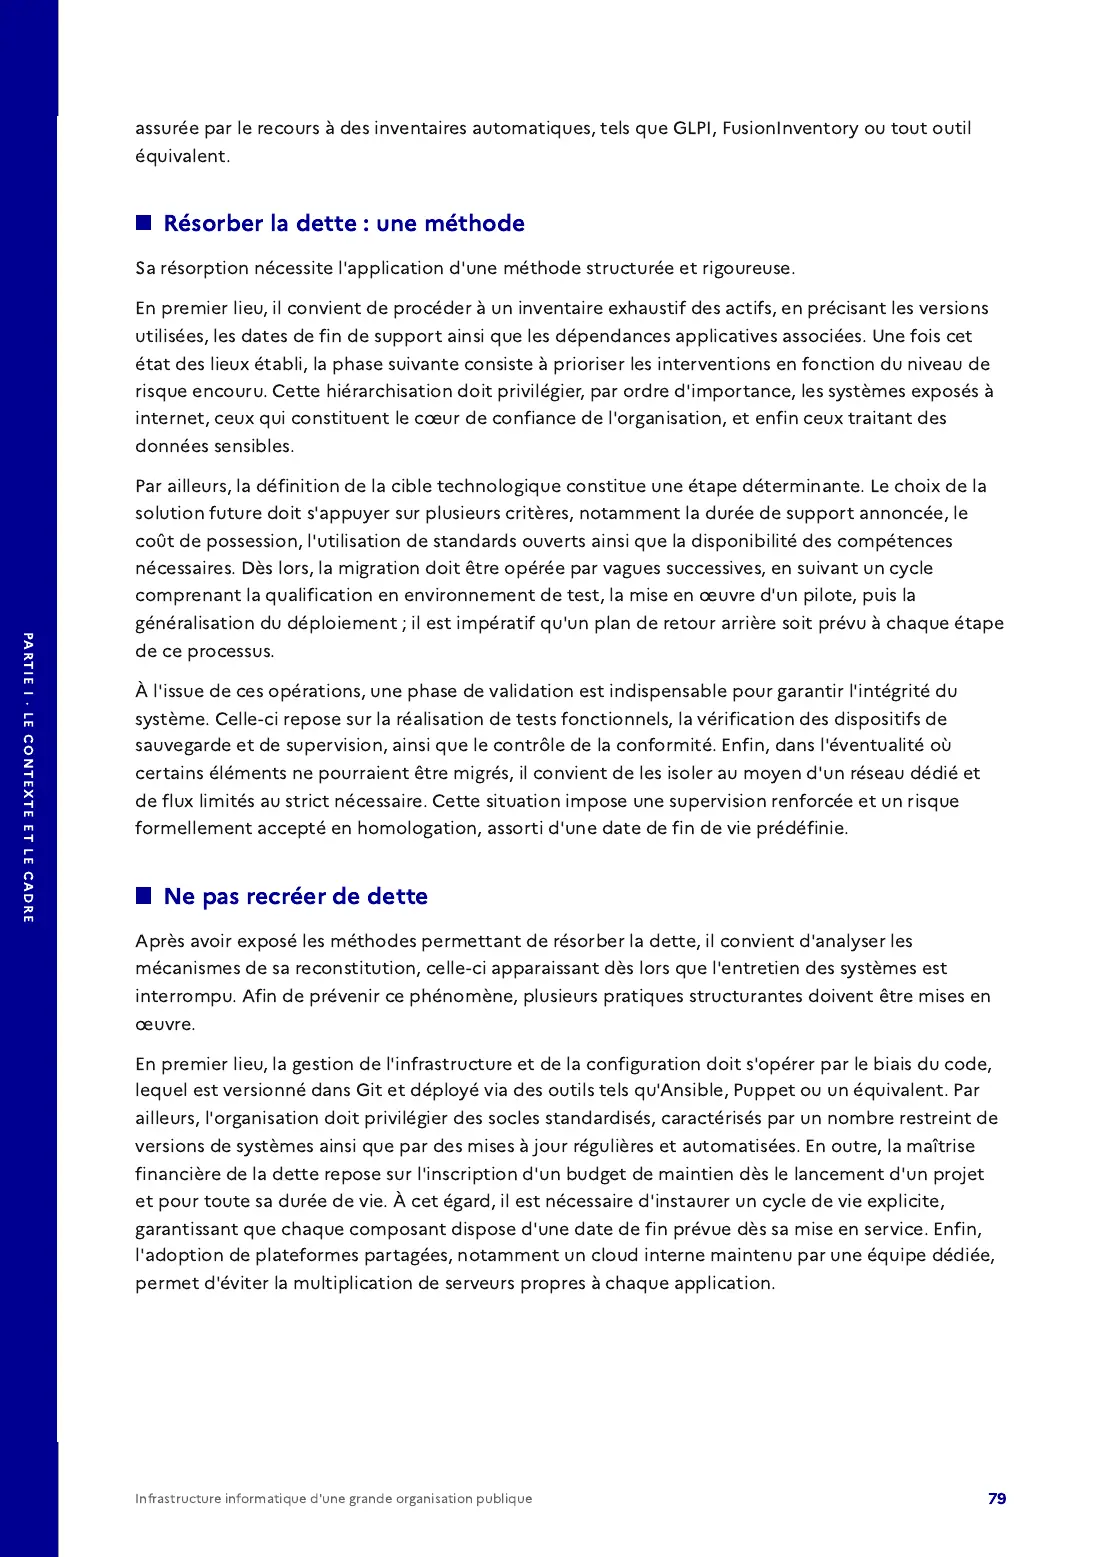 assurée par le recours à des inventaires automatiques, tels que GLPI, FusionInventory ou tout outil
équivalent.
Résorber la dette : une méthode
Sa résorption nécessite l'application d'une méthode structurée et rigoureuse.
En premier lieu, il convient de procéder à un inventaire exhaustif des actifs, en précisant les versions
utilisées, les dates de fin de support ainsi que les dépendances applicatives associées. Une fois cet
état des lieux établi, la phase suivante consiste à prioriser les interventions en fonction du niveau de
risque encouru. Cette hiérarchisation doit privilégier, par ordre d'importance, les systèmes exposés à
internet, ceux qui constituent le cœur de confiance de l'organisation, et enfin ceux traitant des
données sensibles.
Par ailleurs, la définition de la cible technologique constitue une étape déterminante. Le choix de la
solution future doit s'appuyer sur plusieurs critères, notamment la durée de support annoncée, le
coût de possession, l'utilisation de standards ouverts ainsi que la disponibilité des compétences
nécessaires. Dès lors, la migration doit être opérée par vagues successives, en suivant un cycle
comprenant la qualification en environnement de test, la mise en œuvre d'un pilote, puis la
généralisation du déploiement ; il est impératif qu'un plan de retour arrière soit prévu à chaque étape
de ce processus.
À l'issue de ces opérations, une phase de validation est indispensable pour garantir l'intégrité du
système. Celle-ci repose sur la réalisation de tests fonctionnels, la vérification des dispositifs de
sauvegarde et de supervision, ainsi que le contrôle de la conformité. Enfin, dans l'éventualité où
certains éléments ne pourraient être migrés, il convient de les isoler au moyen d'un réseau dédié et
de flux limités au strict nécessaire. Cette situation impose une supervision renforcée et un risque
formellement accepté en homologation, assorti d'une date de fin de vie prédéfinie.
Ne pas recréer de dette
Après avoir exposé les méthodes permettant de résorber la dette, il convient d'analyser les
mécanismes de sa reconstitution, celle-ci apparaissant dès lors que l'entretien des systèmes est
interrompu. Afin de prévenir ce phénomène, plusieurs pratiques structurantes doivent être mises en
œuvre.
En premier lieu, la gestion de l'infrastructure et de la configuration doit s'opérer par le biais du code,
lequel est versionné dans Git et déployé via des outils tels qu'Ansible, Puppet ou un équivalent. Par
ailleurs, l'organisation doit privilégier des socles standardisés, caractérisés par un nombre restreint de
versions de systèmes ainsi que par des mises à jour régulières et automatisées. En outre, la maîtrise
financière de la dette repose sur l'inscription d'un budget de maintien dès le lancement d'un projet
et pour toute sa durée de vie. À cet égard, il est nécessaire d'instaurer un cycle de vie explicite,
garantissant que chaque composant dispose d'une date de fin prévue dès sa mise en service. Enfin,
l'adoption de plateformes partagées, notamment un cloud interne maintenu par une équipe dédiée,
permet d'éviter la multiplication de serveurs propres à chaque application.
PARTIE I · LE CONTEXTE ET LE CADRE
Infrastructure informatique d'une grande organisation publique
79